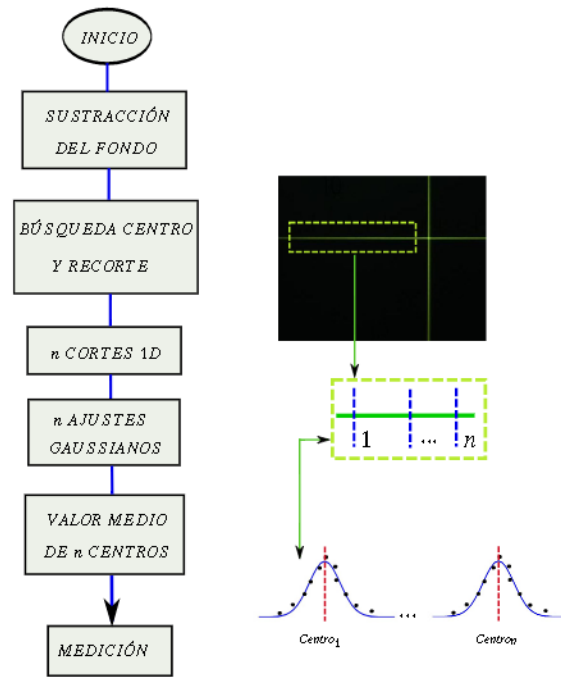 INICIO
SUSTRACCIÓN
DEL FONDO
BÚSQUEDA CENTRO
Y RECORTE
n CORTES 1D
n AJUSTES
GAUSSIANOS
VALOR MEDIO
DE n CENTROS
MEDICIÓN
1 ... n
...
Centro1 Centron